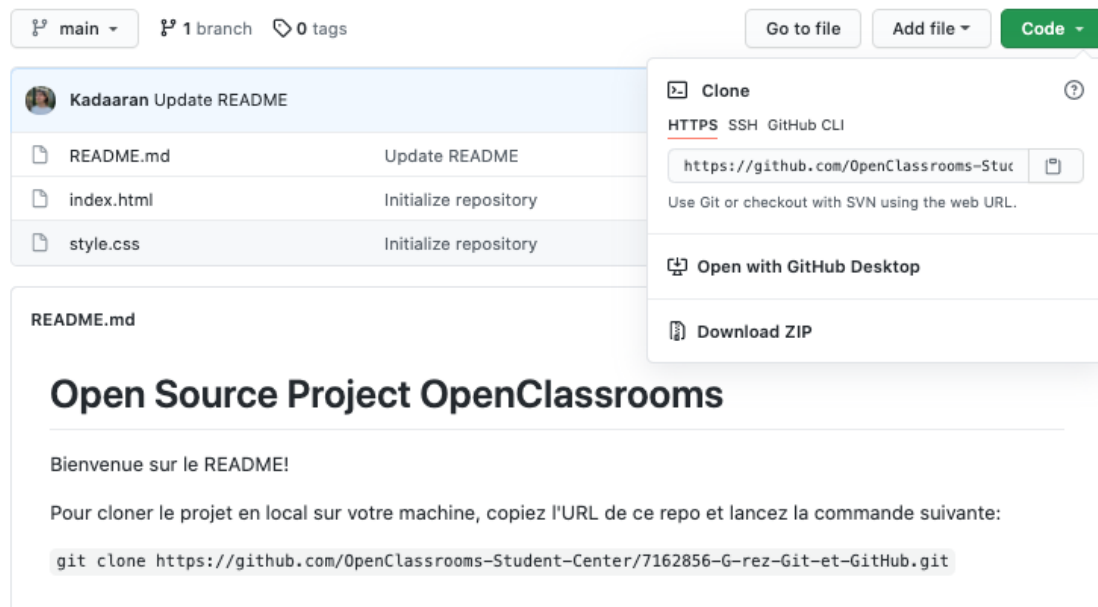 main 1 branch 0 tags Go to file Add file Code
Kadaaran Update README
README.md Update README
index.html Initialize repository
style.css Initialize repository
Clone
HTTPS SSH GitHub CLI
https://github.com/OpenClassrooms-Stud
Use Git or checkout with SVN using the web URL.
Open with GitHub Desktop
Download ZIP
README.md
Open Source Project OpenClassrooms
Bienvenue sur le README!
Pour cloner le projet en local sur votre machine, copiez l'URL de ce repo et lancez la commande suivante:
git clone https://github.com/OpenClassrooms-Student-Center/7162856-G-rez-Git-et-GitHub.git